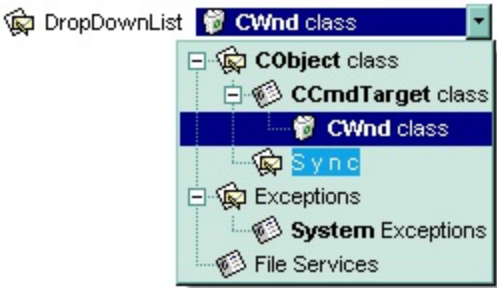 DropDownList CWnd class
CObject class
CCmdTarget class
CWnd class
Sync
Exceptions
System Exceptions
File Services